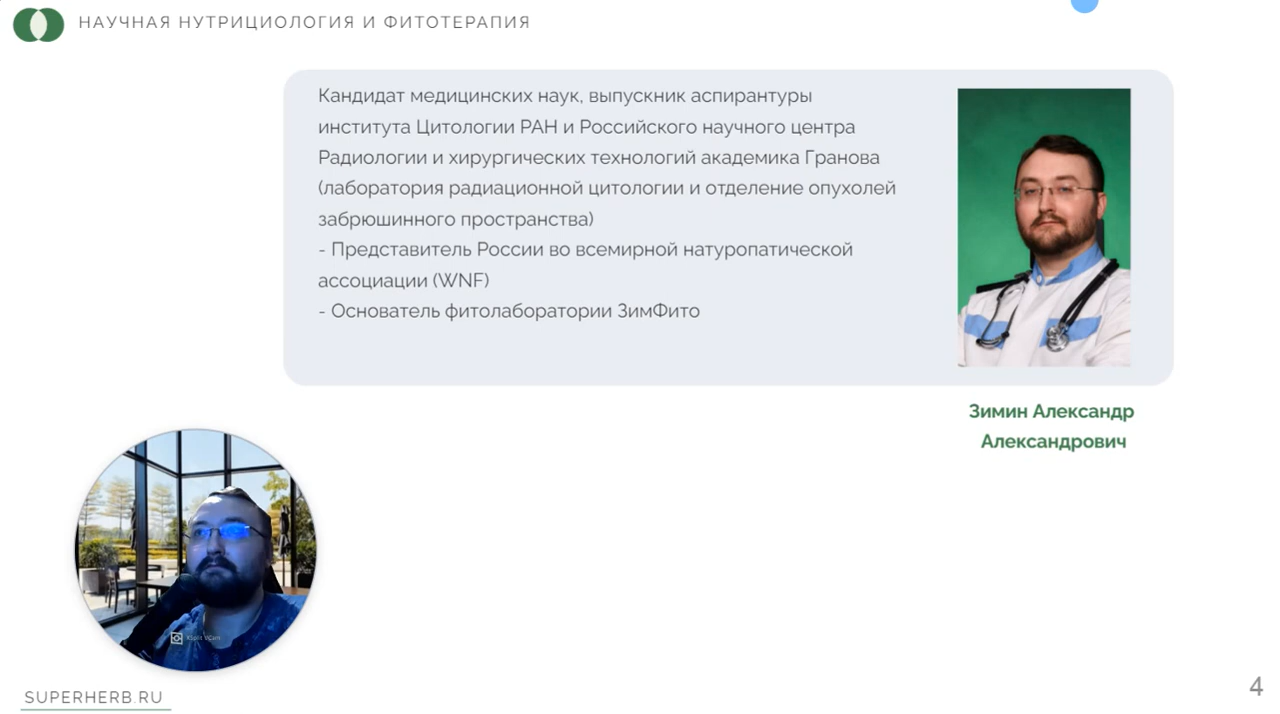 НАУЧНАЯ НУТРИЦИОЛОГИЯ И ФИТОТЕРАПИЯ
Кандидат медицинских наук, выпускник аспирантуры
института Цитологии РАН и Российского научного центра
Радиологии и хирургических технологий академика Гранова
(лаборатория радиационной цитологии и отделение опухолей
забрюшинного пространства)
- Представитель России во всемирной натуропатической
ассоциации (WNF)
- Основатель фитолаборатории ЗимФито
Зимин Александр
Александрович
XSplit VCam
SUPERHERB.RU
4